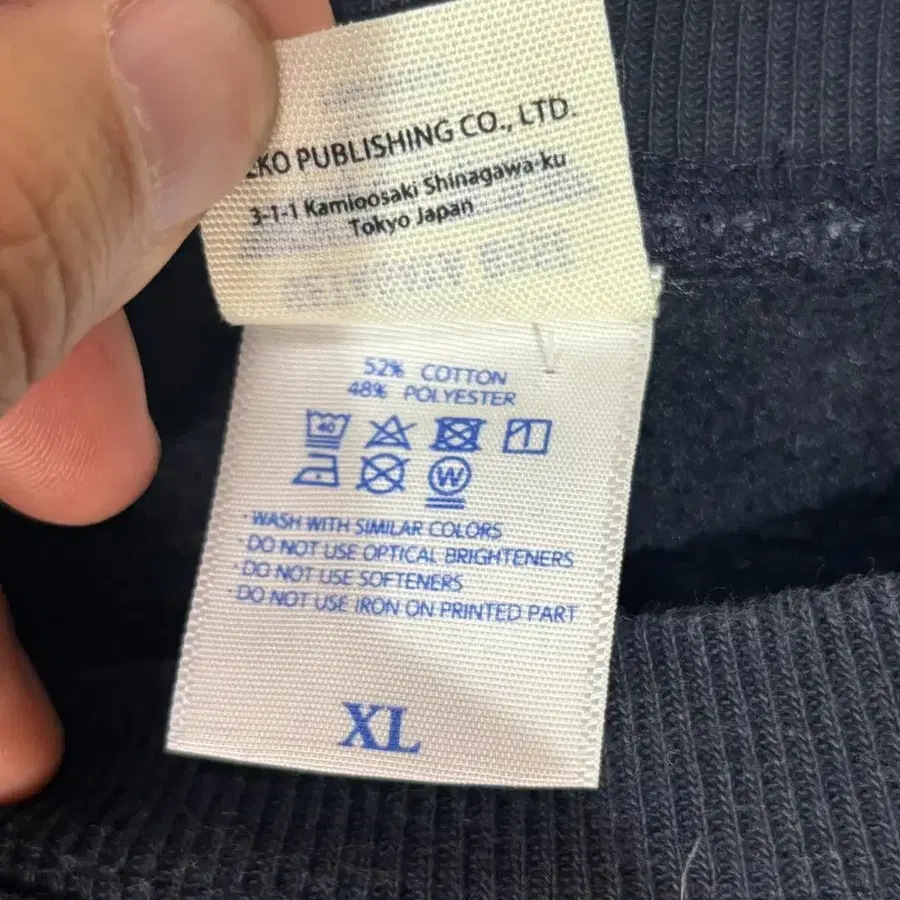 EKO PUBLISHING CO., LTD.
3-1-1 Kamioosaki Shinagawa-ku
Tokyo Japan
52% COTTON
48% POLYESTER
40
W
· WASH WITH SIMILAR COLORS
· DO NOT USE OPTICAL BRIGHTENERS
· DO NOT USE SOFTENERS
· DO NOT USE IRON ON PRINTED PART
XL